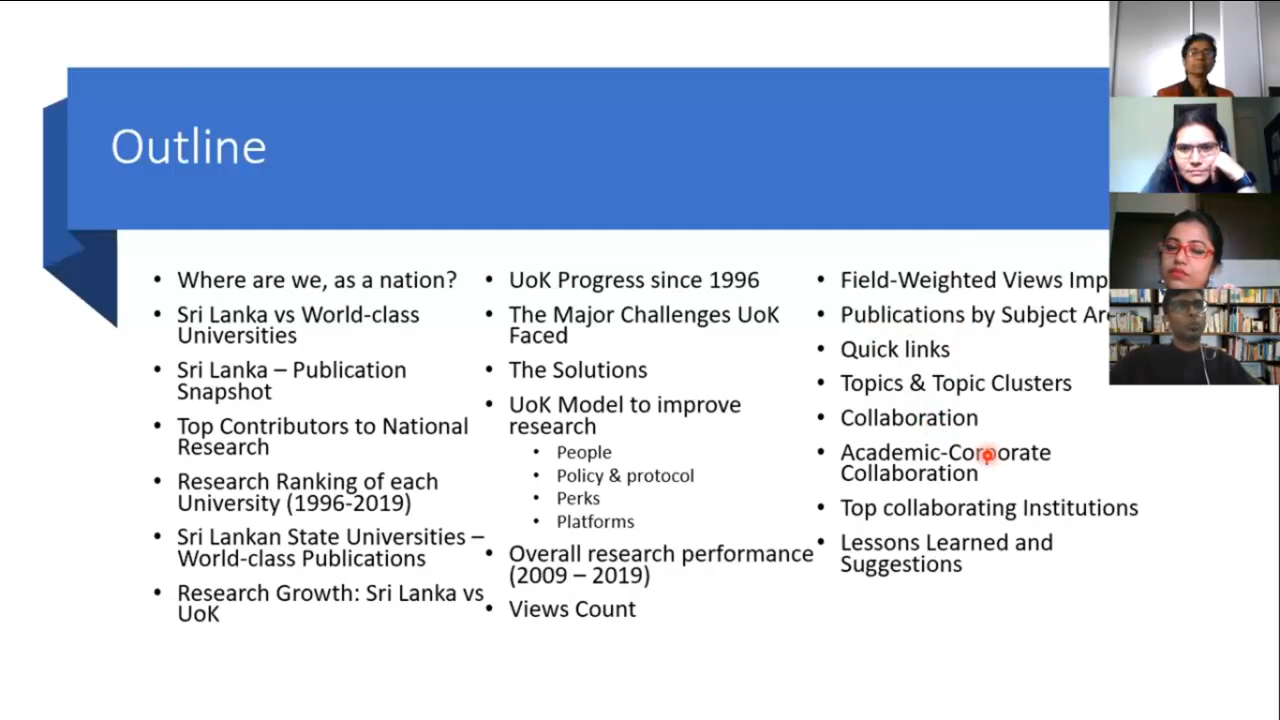 Outline
• Where are we, as a nation?
• Sri Lanka vs World-class
Universities
• Sri Lanka – Publication
Snapshot
• Top Contributors to National
Research
• Research Ranking of each
University (1996-2019)
• Sri Lankan State Universities –
World-class Publications
• Research Growth: Sri Lanka vs
UoK
• UoK Progress since 1996
• The Major Challenges UoK
Faced
• The Solutions
• UoK Model to improve
research
• People
• Policy & protocol
• Perks
• Platforms
• Overall research performance
(2009 – 2019)
• Views Count
• Field-Weighted Views
• Publications by Subject
• Quick links
• Topics & Topic Clusters
• Collaboration
• Academic-Corporate
Collaboration
• Top collaborating Institutions
• Lessons Learned and
Suggestions